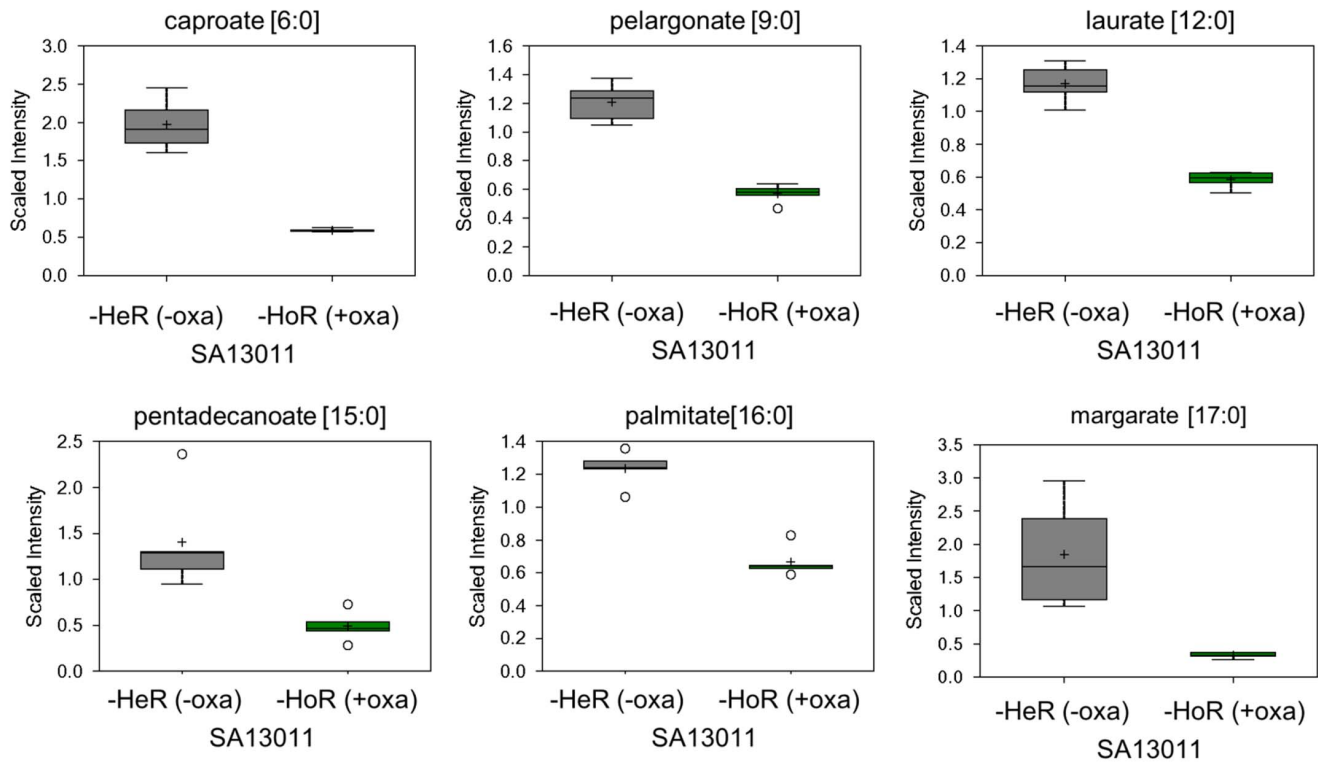 caproate [6:0]
Scaled Intensity
3.0
2.5
2.0
1.5
1.0
0.5
0.0
-HeR (-oxa) -HoR (+oxa)
SA13011
pelargonate [9:0]
Scaled Intensity
1.6
1.4
1.2
1.0
0.8
0.6
0.4
0.2
0.0
-HeR (-oxa) -HoR (+oxa)
SA13011
laurate [12:0]
Scaled Intensity
1.4
1.2
1.0
0.8
0.6
0.4
0.2
0.0
-HeR (-oxa) -HoR (+oxa)
SA13011
pentadecanoate [15:0]
Scaled Intensity
2.5
2.0
1.5
1.0
0.5
0.0
-HeR (-oxa) -HoR (+oxa)
SA13011
palmitate[16:0]
Scaled Intensity
1.4
1.2
1.0
0.8
0.6
0.4
0.2
0.0
-HeR (-oxa) -HoR (+oxa)
SA13011
margarate [17:0]
Scaled Intensity
3.5
3.0
2.5
2.0
1.5
1.0
0.5
0.0
-HeR (-oxa) -HoR (+oxa)
SA13011